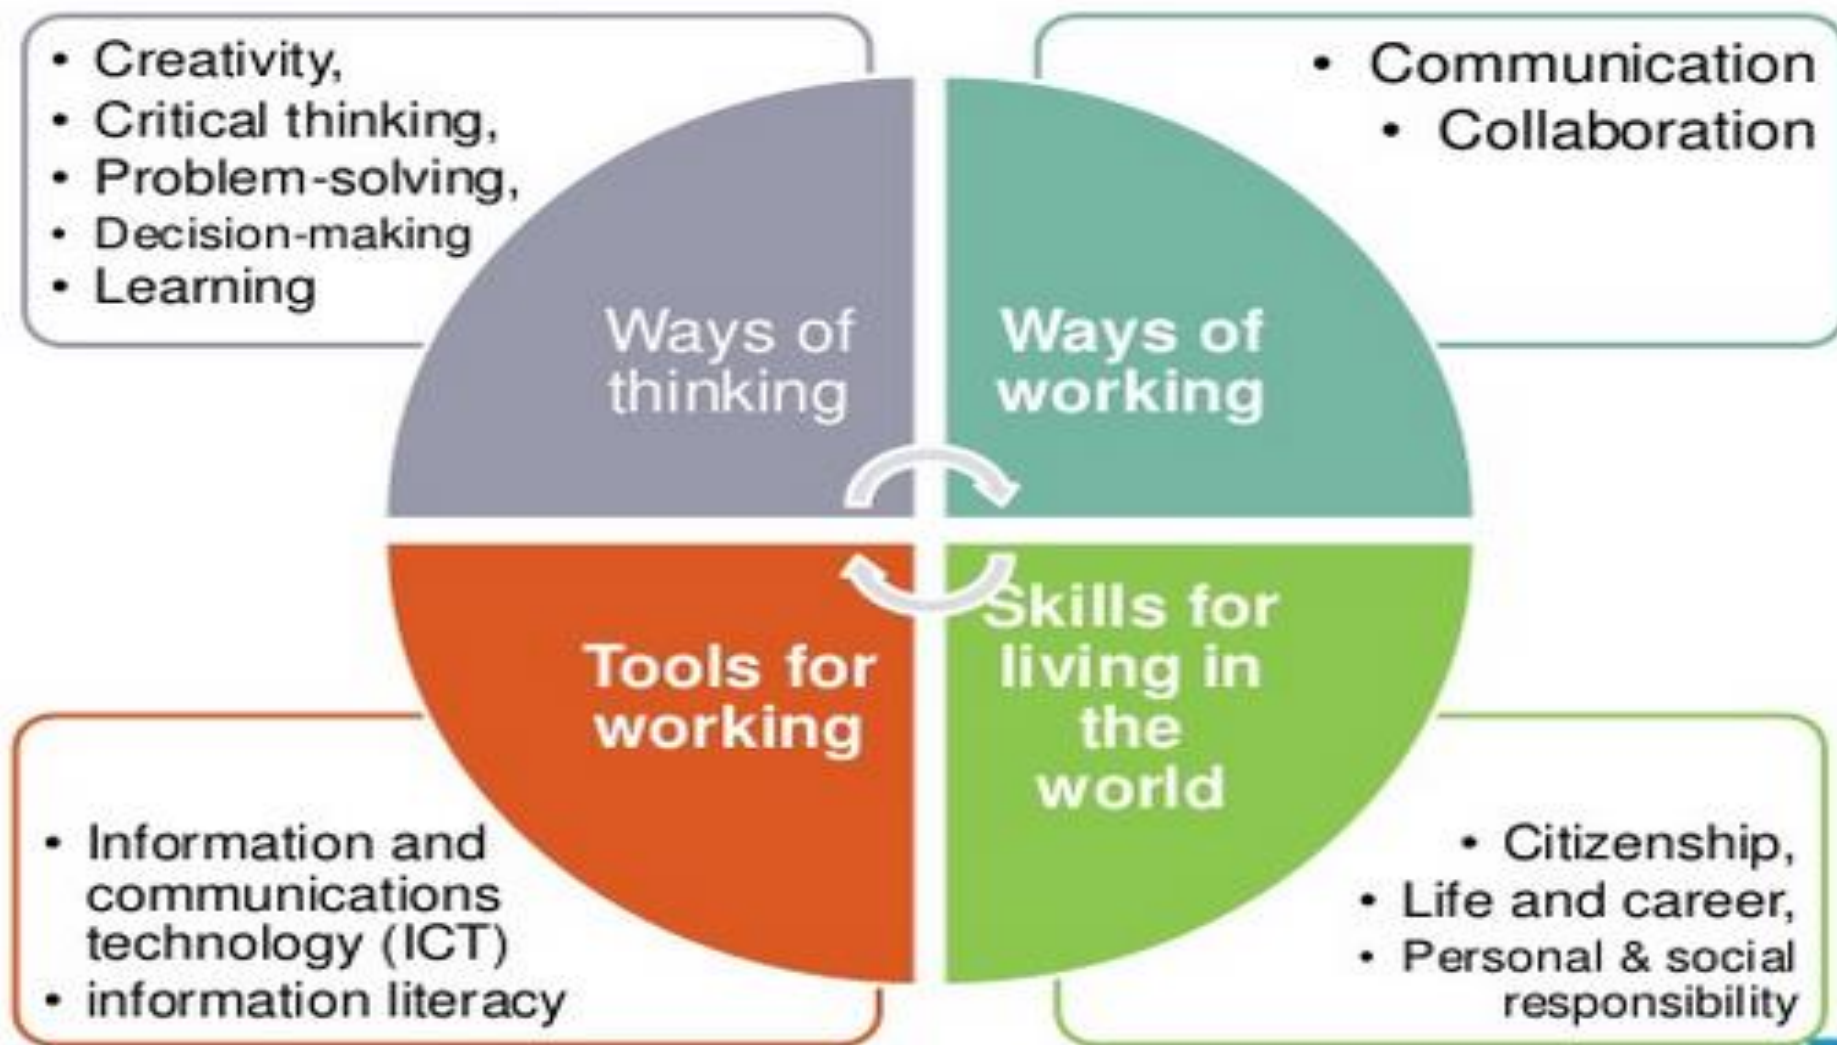 • Creativity,
• Critical thinking,
• Problem-solving,
• Decision-making
• Learning
Ways of
thinking
• Communication
• Collaboration
Ways of
working
Tools for
working
• Information and
communications
technology (ICT)
• information literacy
Skills for
living in
the
world
• Citizenship,
• Life and career,
• Personal & social
responsibility